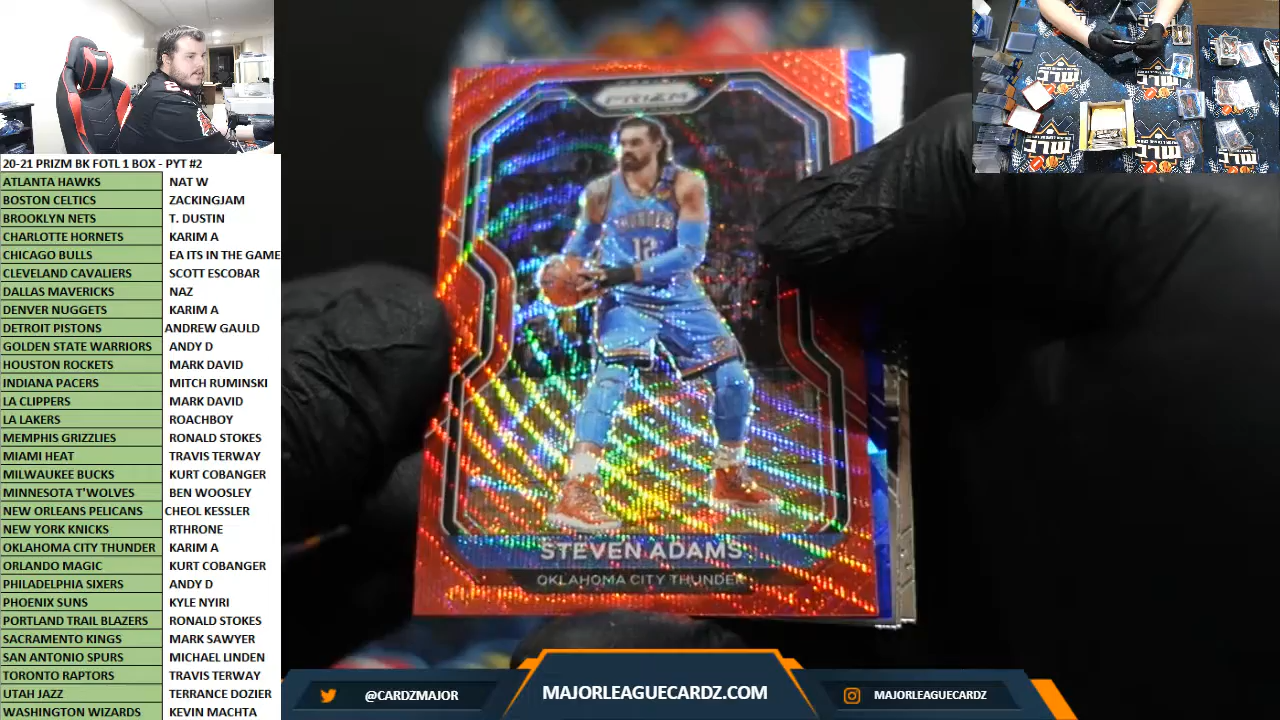 20-21 PRIZM BK FOTL 1 BOX - PYT #2
ATLANTA HAWKS NAT W
BOSTON CELTICS ZACKINGJAM
BROOKLYN NETS T. DUSTIN
CHARLOTTE HORNETS KARIM A
CHICAGO BULLS EA ITS IN THE GAME
CLEVELAND CAVALIERS SCOTT ESCOBAR
DALLAS MAVERICKS NAZ
DENVER NUGGETS KARIM A
DETROIT PISTONS ANDREW GAULD
GOLDEN STATE WARRIORS ANDY D
HOUSTON ROCKETS MARK DAVID
INDIANA PACERS MITCH RUMINSKI
LA CLIPPERS MARK DAVID
LA LAKERS ROACHBOY
MEMPHIS GRIZZLIES RONALD STOKES
MIAMI HEAT TRAVIS TERWAY
MILWAUKEE BUCKS KURT COBANGER
MINNESOTA T'WOLVES BEN WOOSLEY
NEW ORLEANS PELICANS CHEOL KESSLER
NEW YORK KNICKS RTHRONE
OKLAHOMA CITY THUNDER KARIM A
ORLANDO MAGIC KURT COBANGER
PHILADELPHIA SIXERS ANDY D
PHOENIX SUNS KYLE NYIRI
PORTLAND TRAIL BLAZERS RONALD STOKES
SACRAMENTO KINGS MARK SAWYER
SAN ANTONIO SPURS MICHAEL LINDEN
TORONTO RAPTORS TRAVIS TERWAY
UTAH JAZZ TERRANCE DOZIER
WASHINGTON WIZARDS KEVIN MACHTA
PRIZM
THUNDER
12
STEVEN ADAMS
OKLAHOMA CITY THUNDER
@CARDZMAJOR
MAJORLEAGUECARDZ.COM
MAJORLEAGUECARDZ